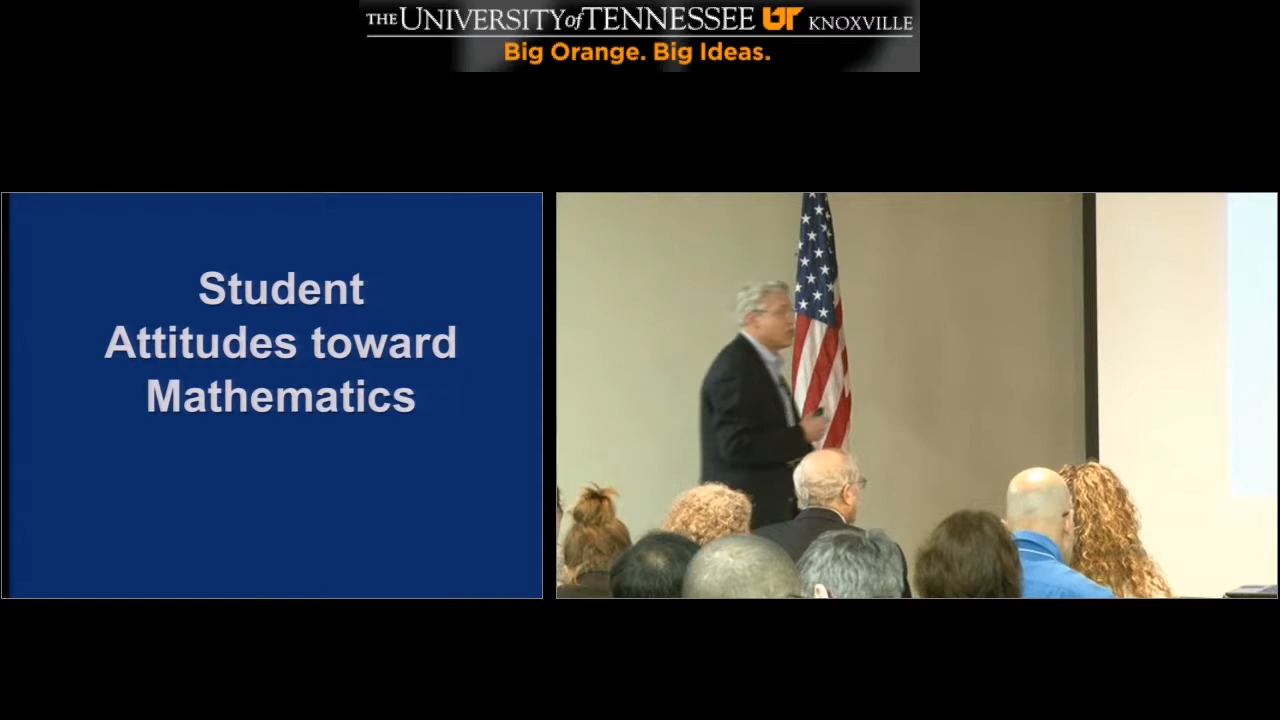 THE UNIVERSITY of TENNESSEE UT KNOXVILLE
Big Orange. Big Ideas.
Student
Attitudes toward
Mathematics